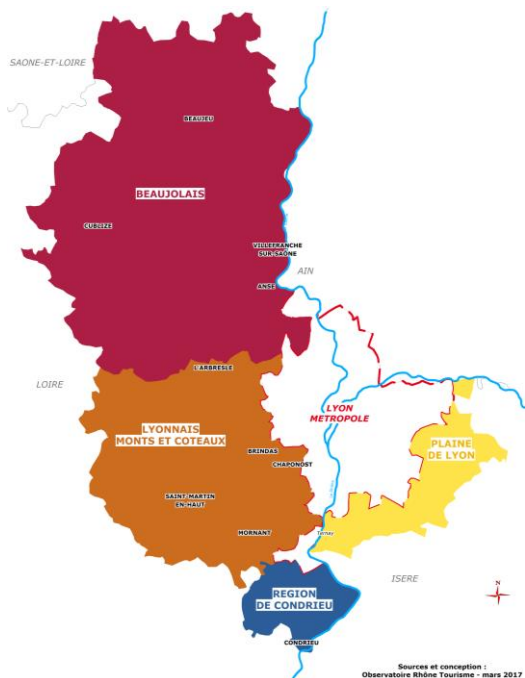 SAONE-ET-LOIRE
BEAUJEU
BEAUJOLAIS
CUBLIZE
VILLEFRANCHE
SUR-SAÔNE
AIN
ANSE
L'ARBRESLE
LOIRE
LYON
METROPOLE
LYONNAIS
MONTS ET COTEAUX
PLAINE
DE LYON
BRINDAS
CHAPONOST
SAINT-MARTIN
EN-HAUT
MORNANT
Ternay
ISERE
N
REGION
DE CONDRIEU
CONDRIEU
Sources et conception :
Observatoire Rhône Tourisme - mars 2017